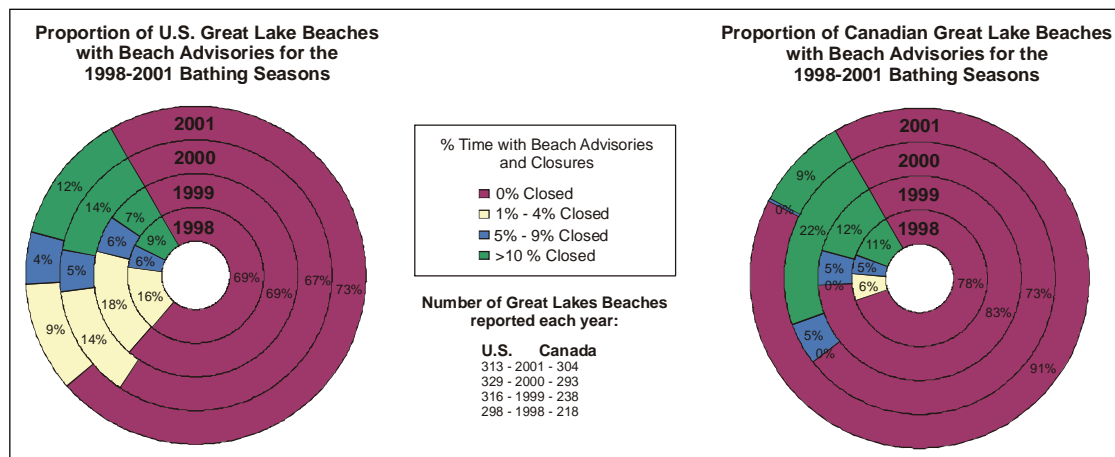 Proportion of U.S. Great Lake Beaches
with Beach Advisories for the
1998-2001 Bathing Seasons
2001
2000
1999
1998
12%
14%
7%
9%
4%
5%
6%
6%
9%
14%
18%
16%
69%
69%
67%
73%
% Time with Beach Advisories
and Closures
0% Closed
1% - 4% Closed
5% - 9% Closed
>10 % Closed
Number of Great Lakes Beaches
reported each year:
U.S. Canada
313 - 2001 - 304
329 - 2000 - 293
316 - 1999 - 238
298 - 1998 - 218
Proportion of Canadian Great Lake Beaches
with Beach Advisories for the
1998-2001 Bathing Seasons
2001
2000
1999
1998
9%
0%
22%
12%
11%
5%
5%
0%
6%
5%
0%
78%
83%
73%
91%